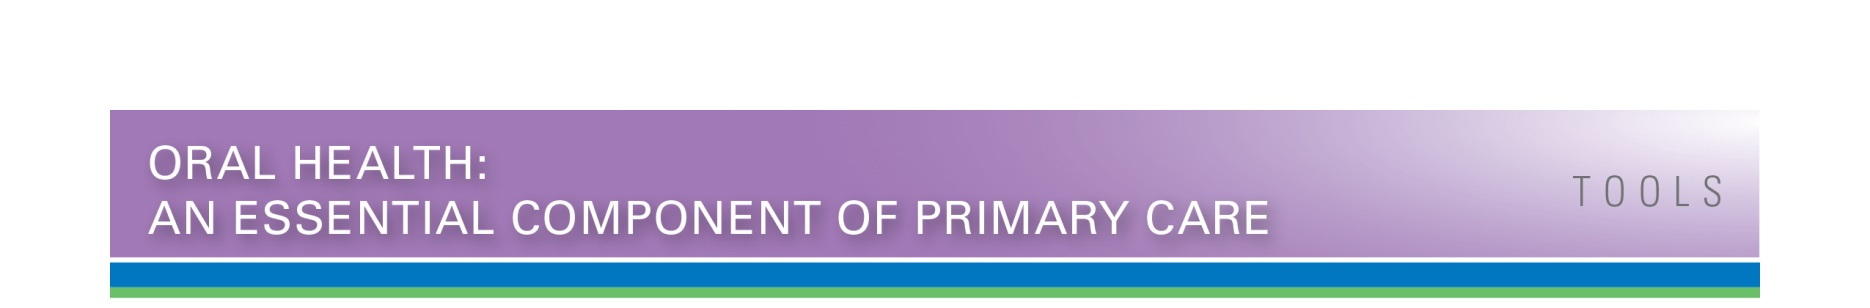 ORAL HEALTH:
AN ESSENTIAL COMPONENT OF PRIMARY CARE
TOOLS